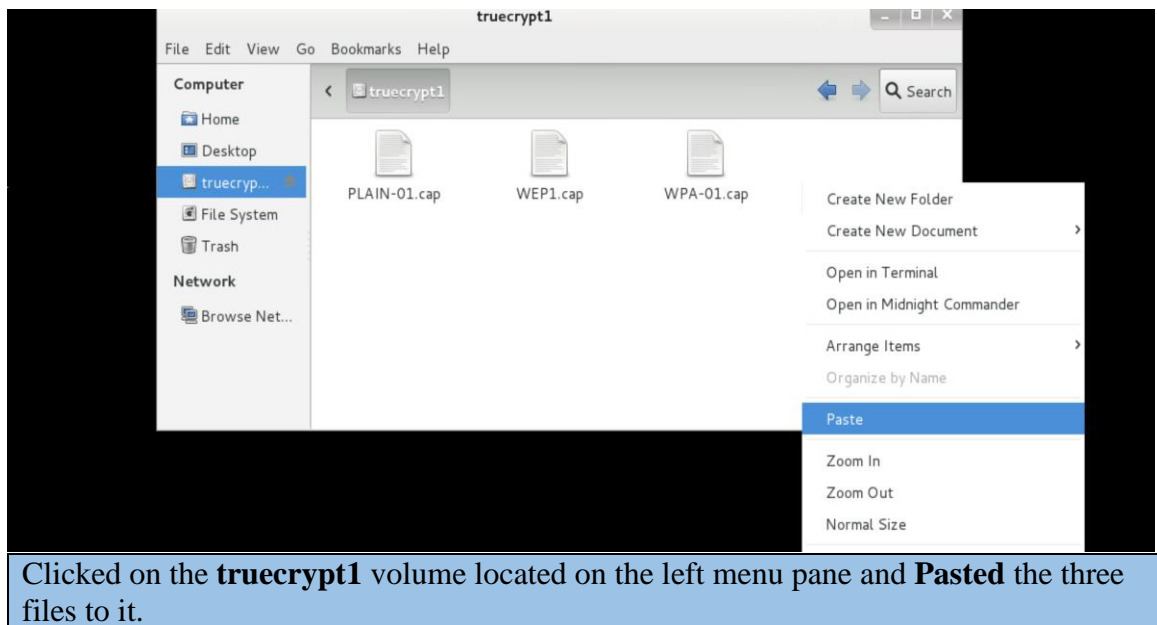 truecrypt1
File Edit View Go Bookmarks Help
Computer
Home
Desktop
truecryp...
File System
Trash
Network
Browse Net...
truecrypt1
Search
PLAIN-01.cap WEP1.cap WPA-01.cap
Create New Folder
Create New Document
Open in Terminal
Open in Midnight Commander
Arrange Items
Organize by Name
Paste
Zoom In
Zoom Out
Normal Size
Clicked on the truecrypt1 volume located on the left menu pane and Pasted the three
files to it.